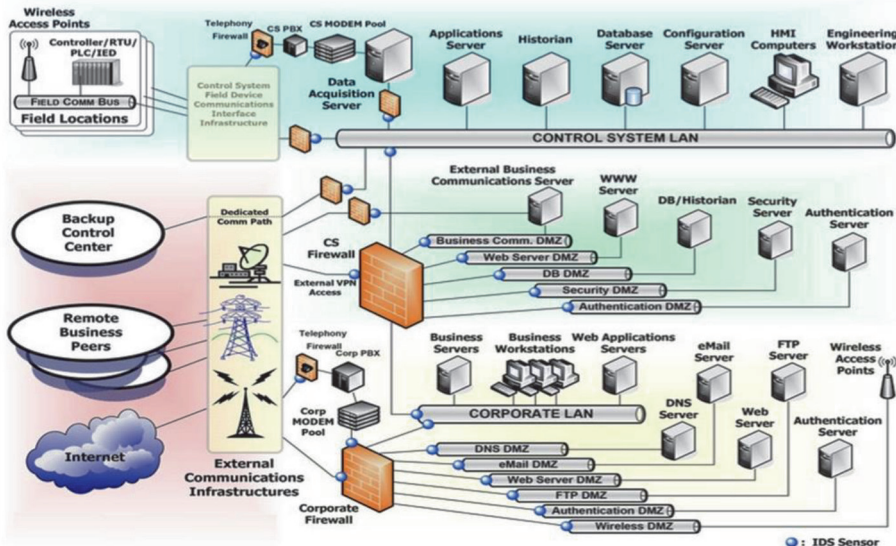 Wireless
Access Points
Controller/RTU/
PLC/IED
FIELD COMM BUS
Field Locations
Telephony
Firewall
CS PBX
CS MODEM Pool
Control System
Field Device
Communications
Interface
Infrastructure
Data
Acquisition
Server
Applications
Server
Historian
Database
Server
Configuration
Server
HMI
Computers
Engineering
Workstation
CONTROL SYSTEM LAN
Backup
Control
Center
Dedicated
Comm Path
External Business
Communications Server
WWW
Server
DB/Historian
Security
Server
Authentication
Server
CS
Firewall
External VPN
Access
Business Comm. DMZ
Web Server DMZ
DB DMZ
Security DMZ
Authentication DMZ
Remote
Business
Peers
Telephony
Firewall
Corp PBX
Corp
MODEM
Pool
Business
Servers
Business
Workstations
Web Applications
Servers
eMail
Server
FTP
Server
Wireless
Access
Points
CORPORATE LAN
DNS
Server
Web
Server
Authentication
Server
Internet
External
Communications
Infrastructures
Corporate
Firewall
DNS DMZ
eMail DMZ
Web Server DMZ
FTP DMZ
Authentication DMZ
Wireless DMZ
: IDS Sensor